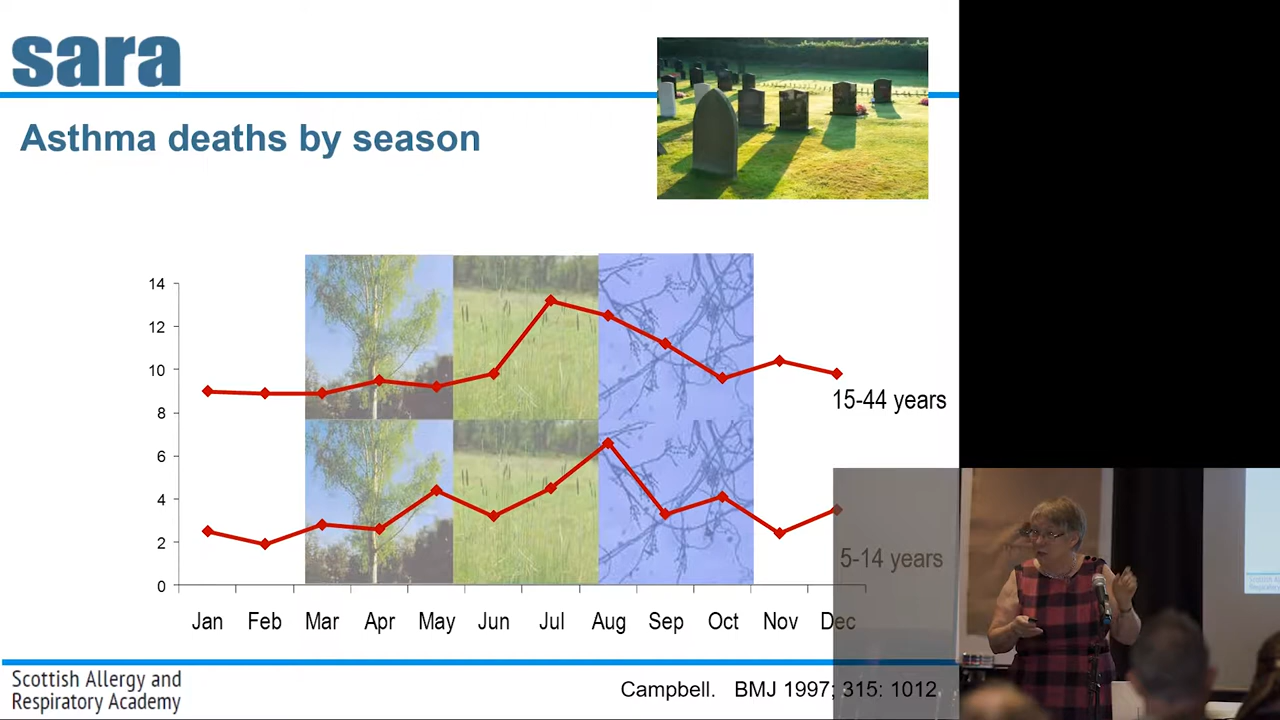 sara
Asthma deaths by season
14
12
10
8
6
4
2
0
15-44 years
5-14 years
Jan Feb Mar Apr May Jun Jul Aug Sep Oct Nov Dec
Scottish Allergy and
Respiratory Academy
Campbell. BMJ 1997; 315: 1012